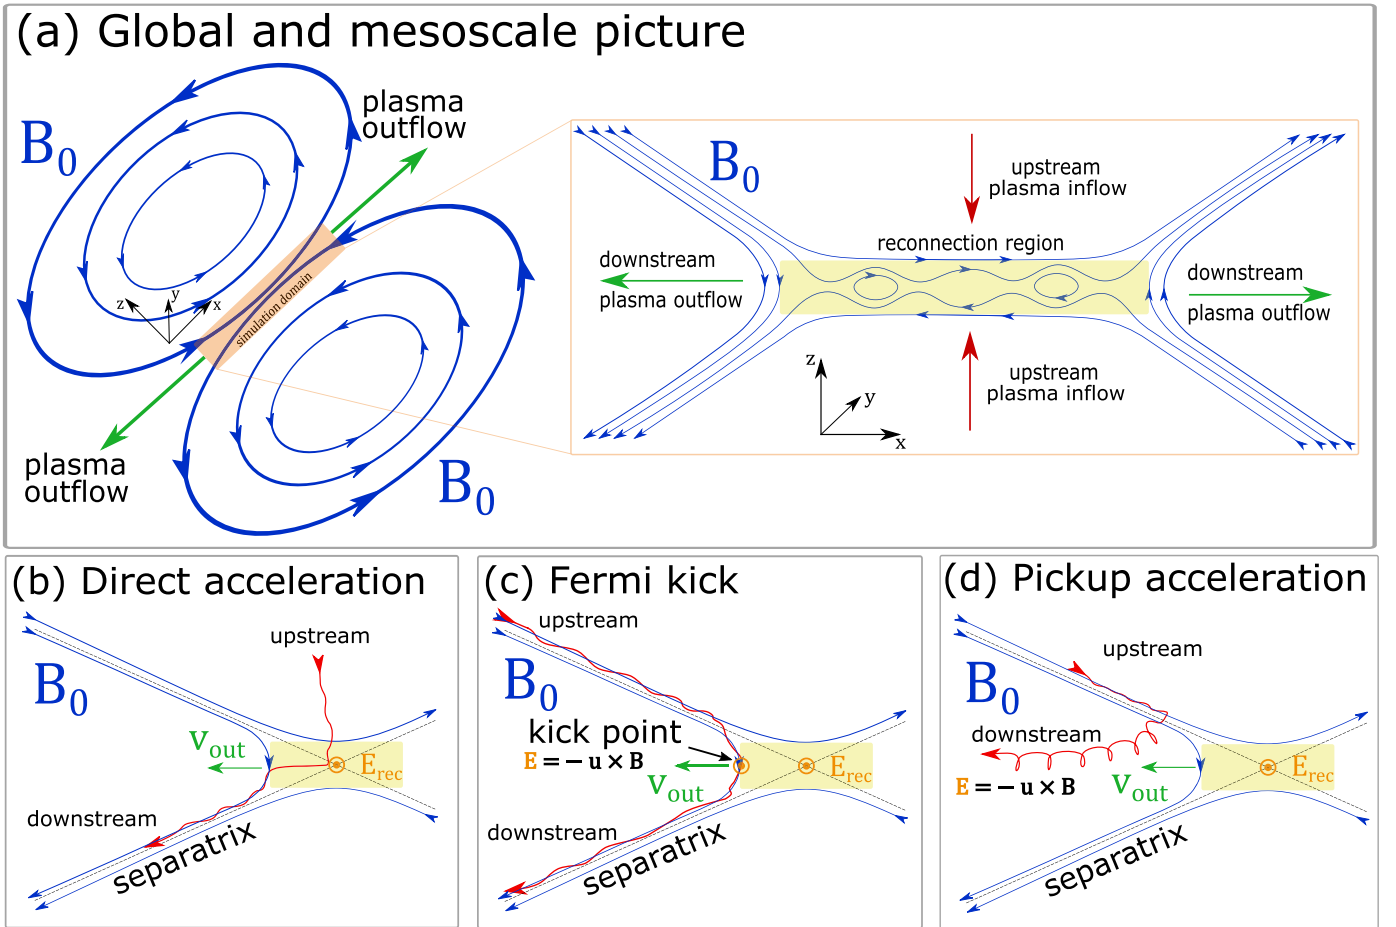 (a) Global and mesoscale picture
B0
plasma
outflow
z
y
x
simulation domain
plasma
outflow
B0
B0
upstream
plasma inflow
reconnection region
downstream
plasma outflow
downstream
plasma outflow
upstream
plasma inflow
z
y
x
(b) Direct acceleration
upstream
B0
vout
Erec
downstream
separatrix
(c) Fermi kick
upstream
B0
kick point
E = − u × B
vout
Erec
downstream
separatrix
(d) Pickup acceleration
upstream
B0
downstream
E = − u × B
vout
Erec
separatrix